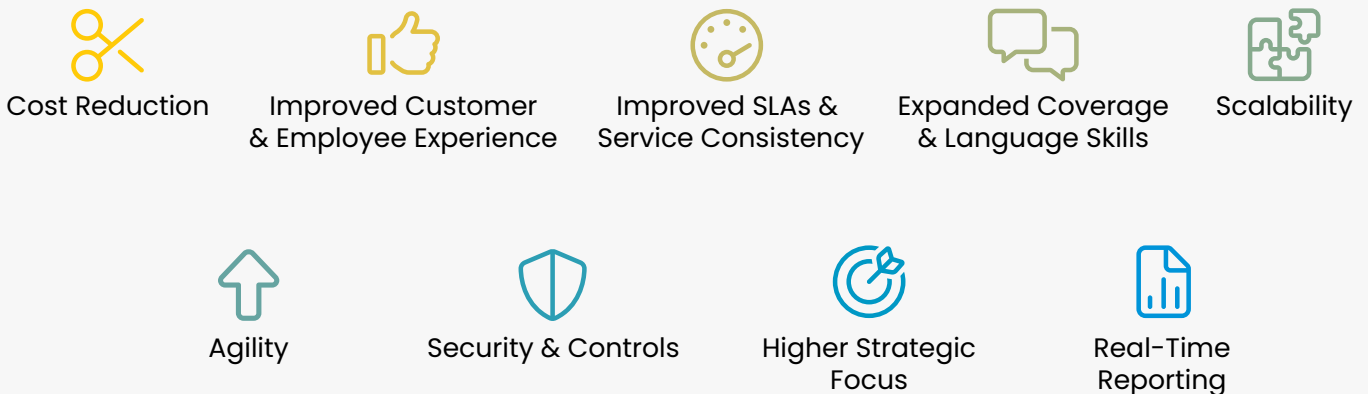 Cost Reduction
Improved Customer
& Employee Experience
Improved SLAs &
Service Consistency
Expanded Coverage
& Language Skills
Scalability
Agility
Security & Controls
Higher Strategic
Focus
Real-Time
Reporting